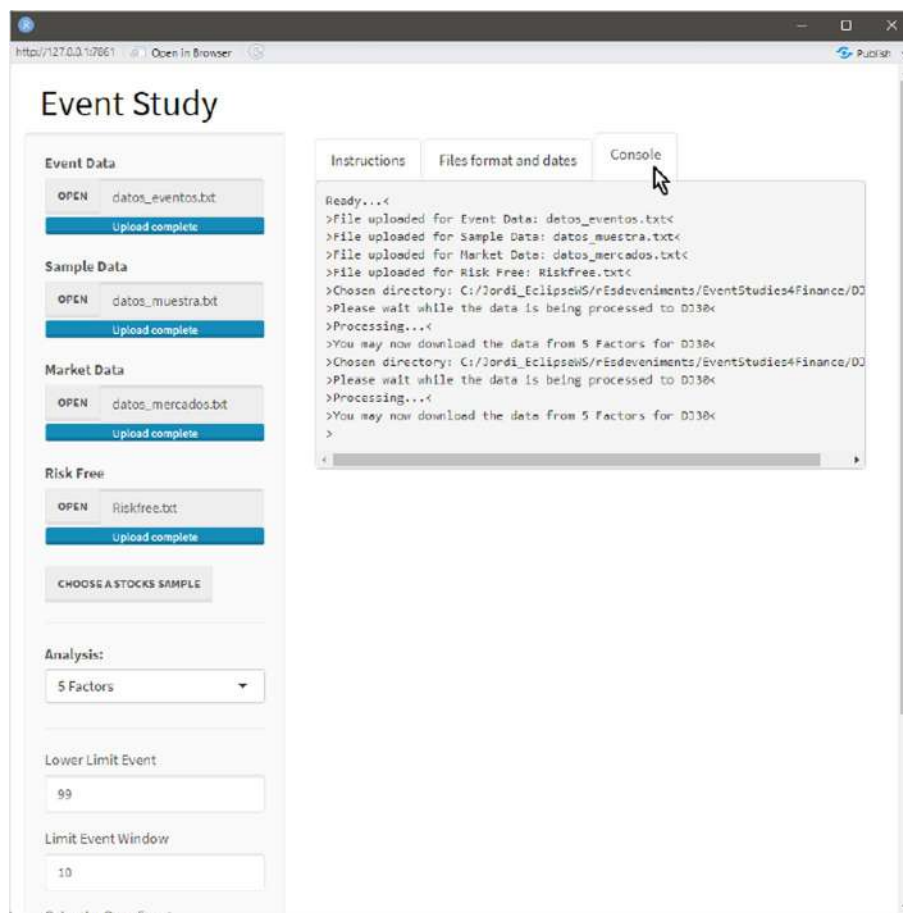 http://127.0.0.1:7861
Open in Browser
Publish
Event Study
Event Data
OPEN
datos_eventos.txt
Upload complete
Sample Data
OPEN
datos_muestra.txt
Upload complete
Market Data
OPEN
datos_mercados.txt
Upload complete
Risk Free
OPEN
Riskfree.txt
Upload complete
CHOOSE A STOCKS SAMPLE
Analysis:
5 Factors
Lower Limit Event
99
Limit Event Window
10
Instructions
Files format and dates
Console
Ready...<
>File uploaded for Event Data: datos_eventos.txt<
>File uploaded for Sample Data: datos_muestra.txt<
>File uploaded for Market Data: datos_mercados.txt<
>File uploaded for Risk Free: Riskfree.txt<
>Chosen directory: C:/Jordi_EclipseWS/rEsdeveniments/EventStudies4Finance/DJ
>Please wait while the data is being processed to DJ30<
>Processing...<
>You may now download the data from 5 Factors for DJ30<
>Chosen directory: C:/Jordi_EclipseWS/rEsdeveniments/EventStudies4Finance/DJ
>Please wait while the data is being processed to DJ30<
>Processing...<
>You may now download the data from 5 Factors for DJ30<
>